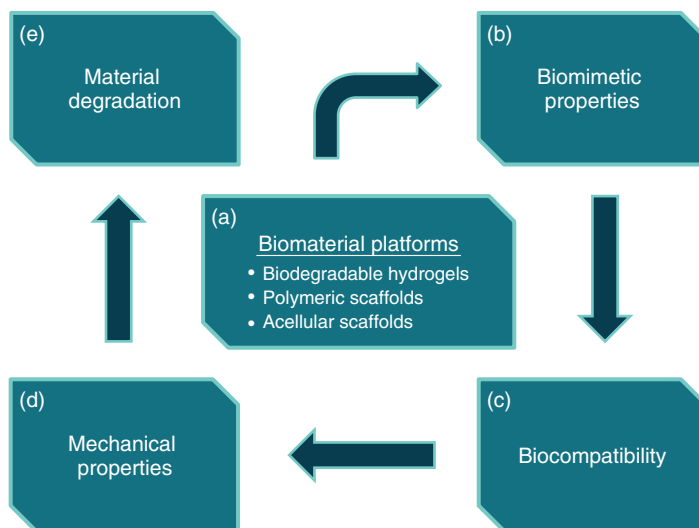 (e)
Material
degradation
(b)
Biomimetic
properties
(a)
Biomaterial platforms
• Biodegradable hydrogels
• Polymeric scaffolds
• Acellular scaffolds
(d)
Mechanical
properties
(c)
Biocompatibility